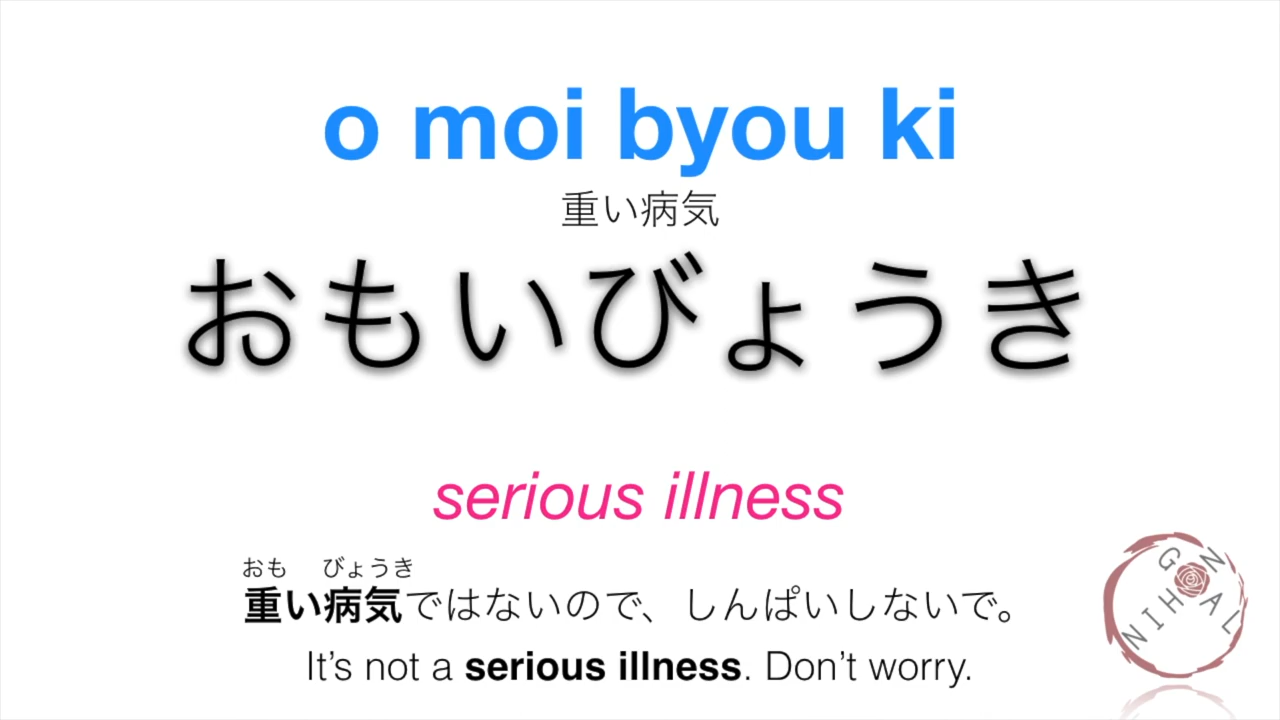 o moi byou ki
重い病気
おもいびょうき
serious illness
おも びょうき
重い病気ではないので、しんぱいしないで。
It's not a serious illness. Don't worry.
NIHONGONAL